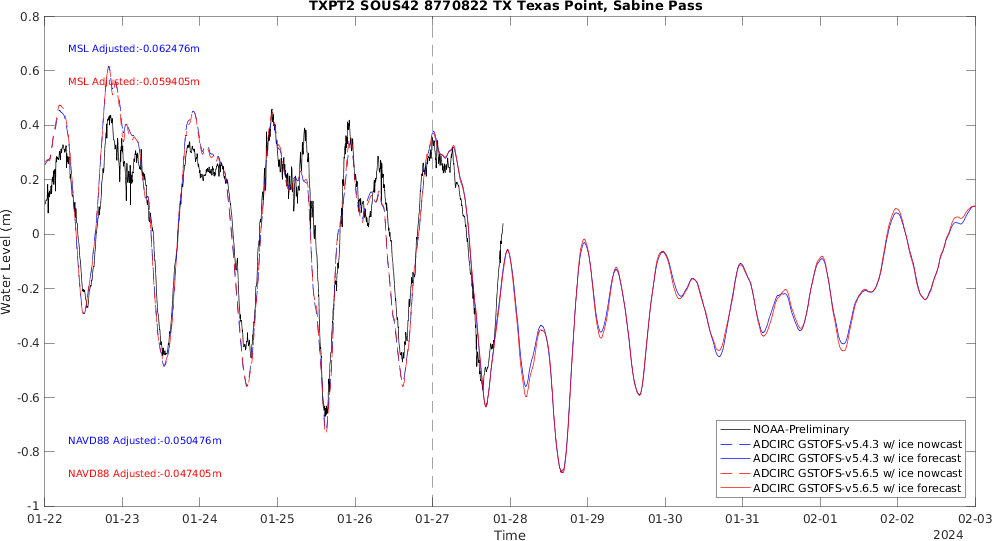 TXPT2 SOUS42 8770822 TX Texas Point, Sabine Pass
0.8
0.6
0.4
0.2
0
-0.2
-0.4
-0.6
-0.8
-1
Water Level (m)
MSL Adjusted:-0.062476m
MSL Adjusted:-0.059405m
NAVD88 Adjusted:-0.050476m
NAVD88 Adjusted:-0.047405m
NOAA-Preliminary
ADCIRC GSTOFS-v5.4.3 w/ ice nowcast
ADCIRC GSTOFS-v5.4.3 w/ ice forecast
ADCIRC GSTOFS-v5.6.5 w/ ice nowcast
ADCIRC GSTOFS-v5.6.5 w/ ice forecast
01-22 01-23 01-24 01-25 01-26 01-27 01-28 01-29 01-30 01-31 02-01 02-02 02-03
Time
2024